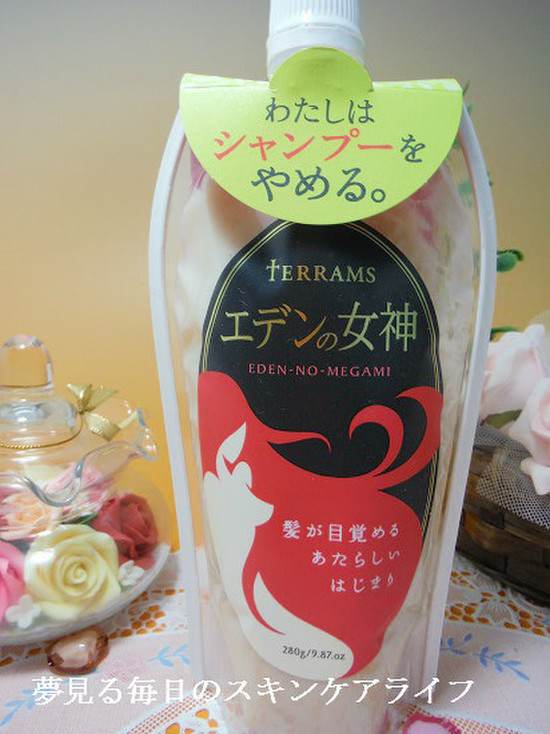 わたしは
シャンプーを
やめる。
tERRAMS
エデンの女神
EDEN-NO-MEGAMI
髪が目覚める
あたらしい
はじまり
280g/9.87oz
夢見る毎日のスキンケアライフ